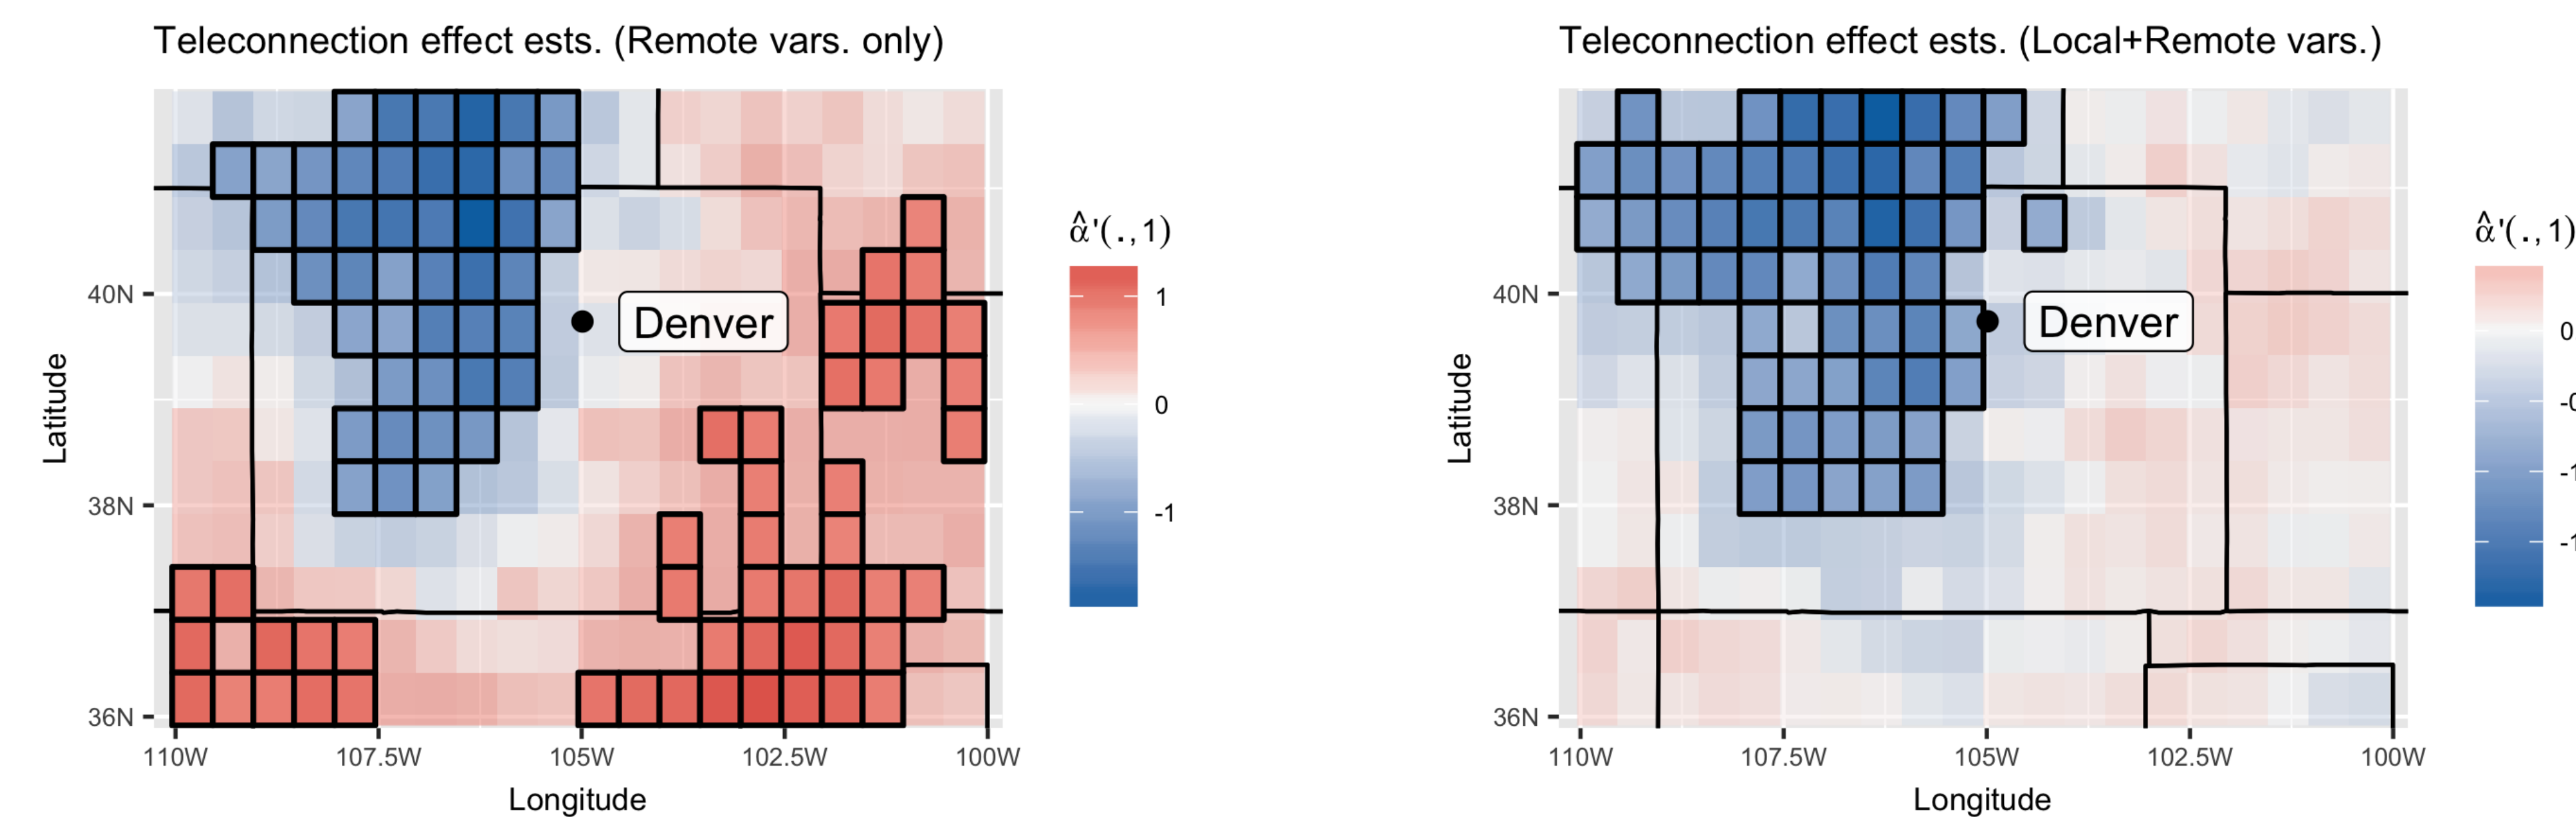 Teleconnection effect ests. (Remote vars. only)
Latitude
40N
38N
36N
110W
107.5W
105W
102.5W
100W
Longitude
Denver
α̂'(.,1)
1
0
-1
Teleconnection effect ests. (Local+Remote vars.)
Latitude
40N
38N
36N
110W
107.5W
105W
102.5W
100W
Longitude
Denver
α̂'(.,1)
0
-1